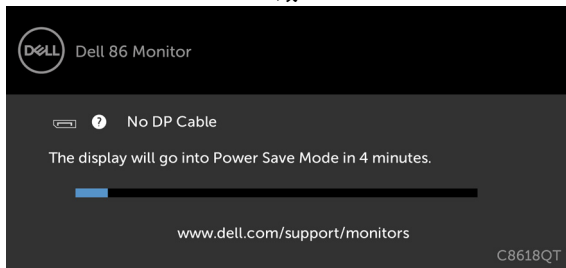 DELL Dell 86 Monitor
? No DP Cable
The display will go into Power Save Mode in 4 minutes.
www.dell.com/support/monitors
C8618QT